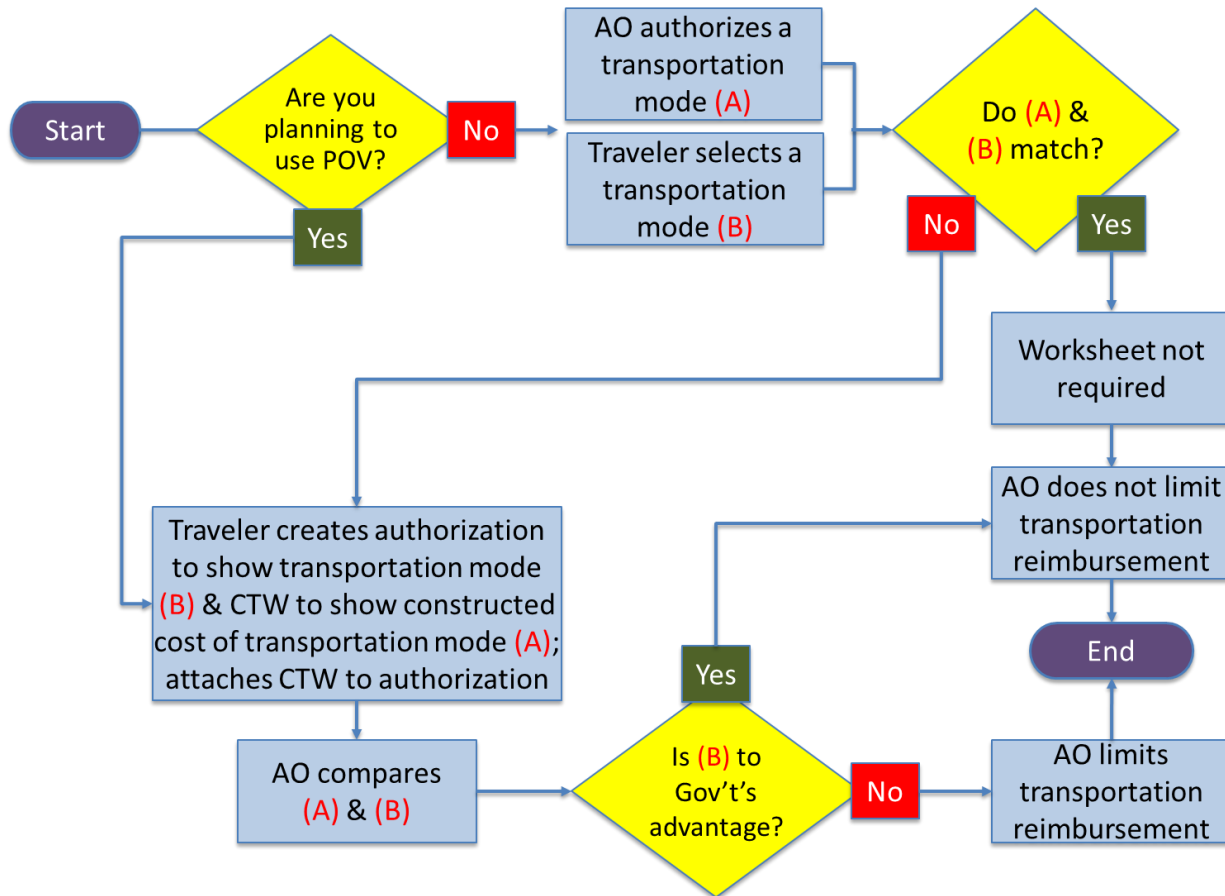 Start
Are you
planning to
use POV?
No
Yes
AO authorizes a
transportation
mode (A)
Traveler selects a
transportation
mode (B)
Do (A) &
(B) match?
No
Yes
Worksheet not
required
AO does not limit
transportation
reimbursement
End
Traveler creates authorization
to show transportation mode
(B) & CTW to show constructed
cost of transportation mode (A);
attaches CTW to authorization
AO compares
(A) & (B)
Yes
Is (B) to
Gov’t’s
advantage?
No
AO limits
transportation
reimbursement